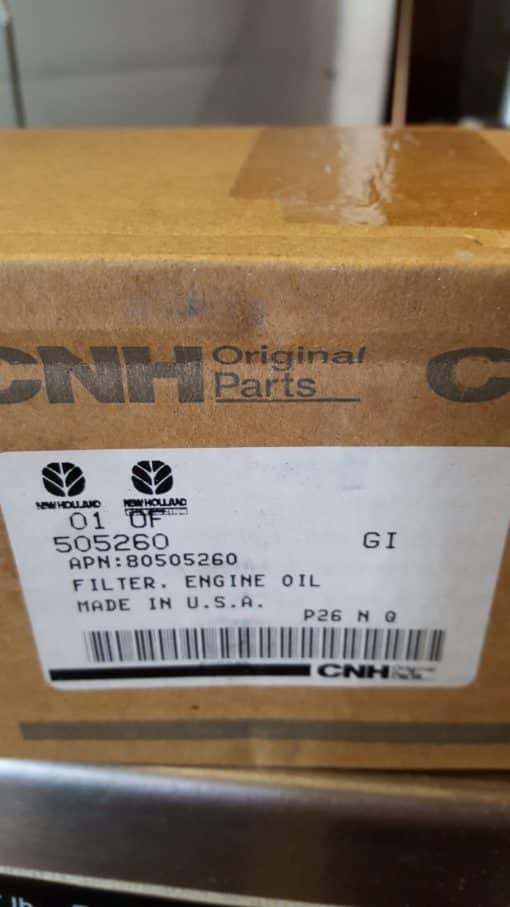 CNH Original
Parts
NEW HOLLAND NEW HOLLAND
01 OF
505260 GI
APN:80505260
FILTER. ENGINE OIL
MADE IN U.S.A.
P26 N Q
CNH